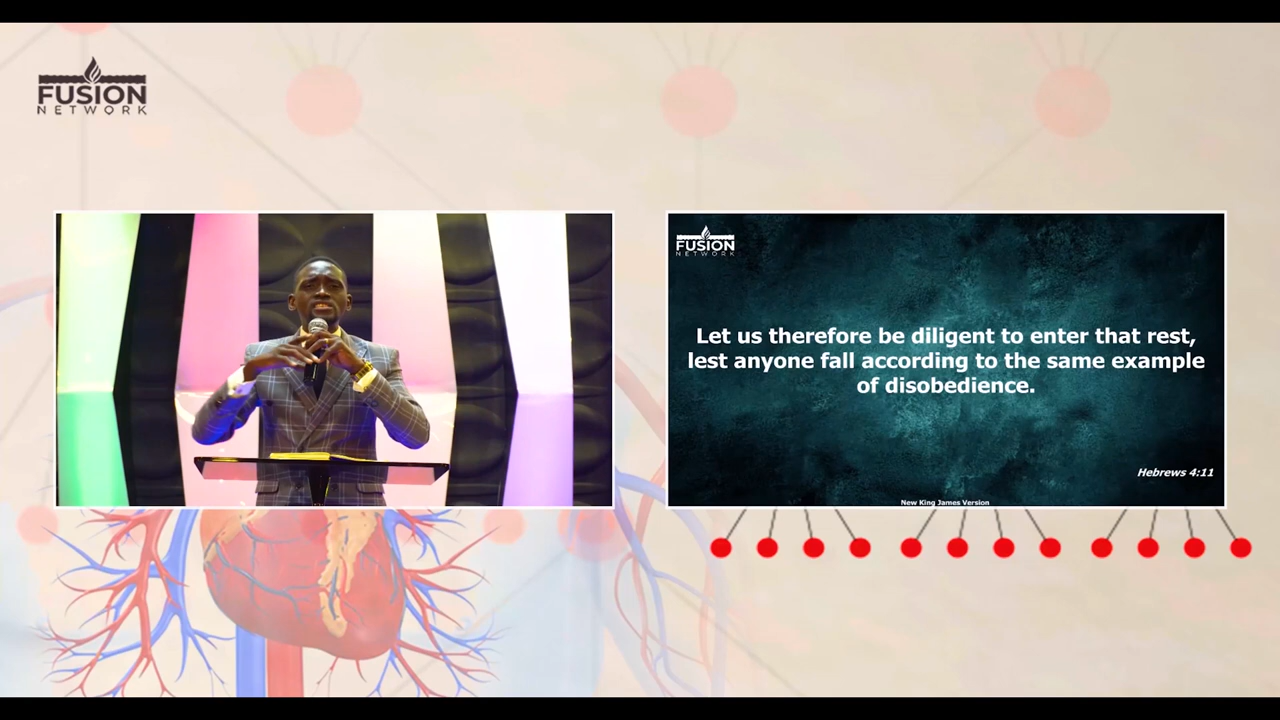 FUSION
NETWORK
FUSION
NETWORK
Let us therefore be diligent to enter that rest,
lest anyone fall according to the same example
of disobedience.
Hebrews 4:11
New King James Version